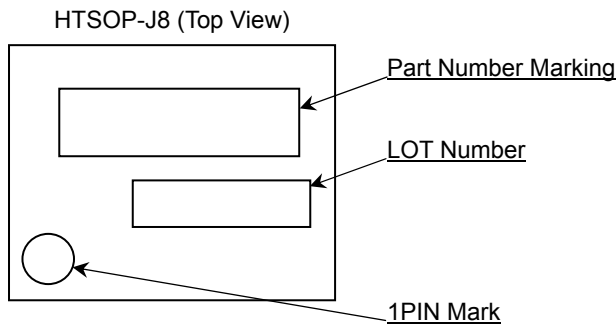 HTSOP-J8 (Top View)
Part Number Marking
LOT Number
1PIN Mark